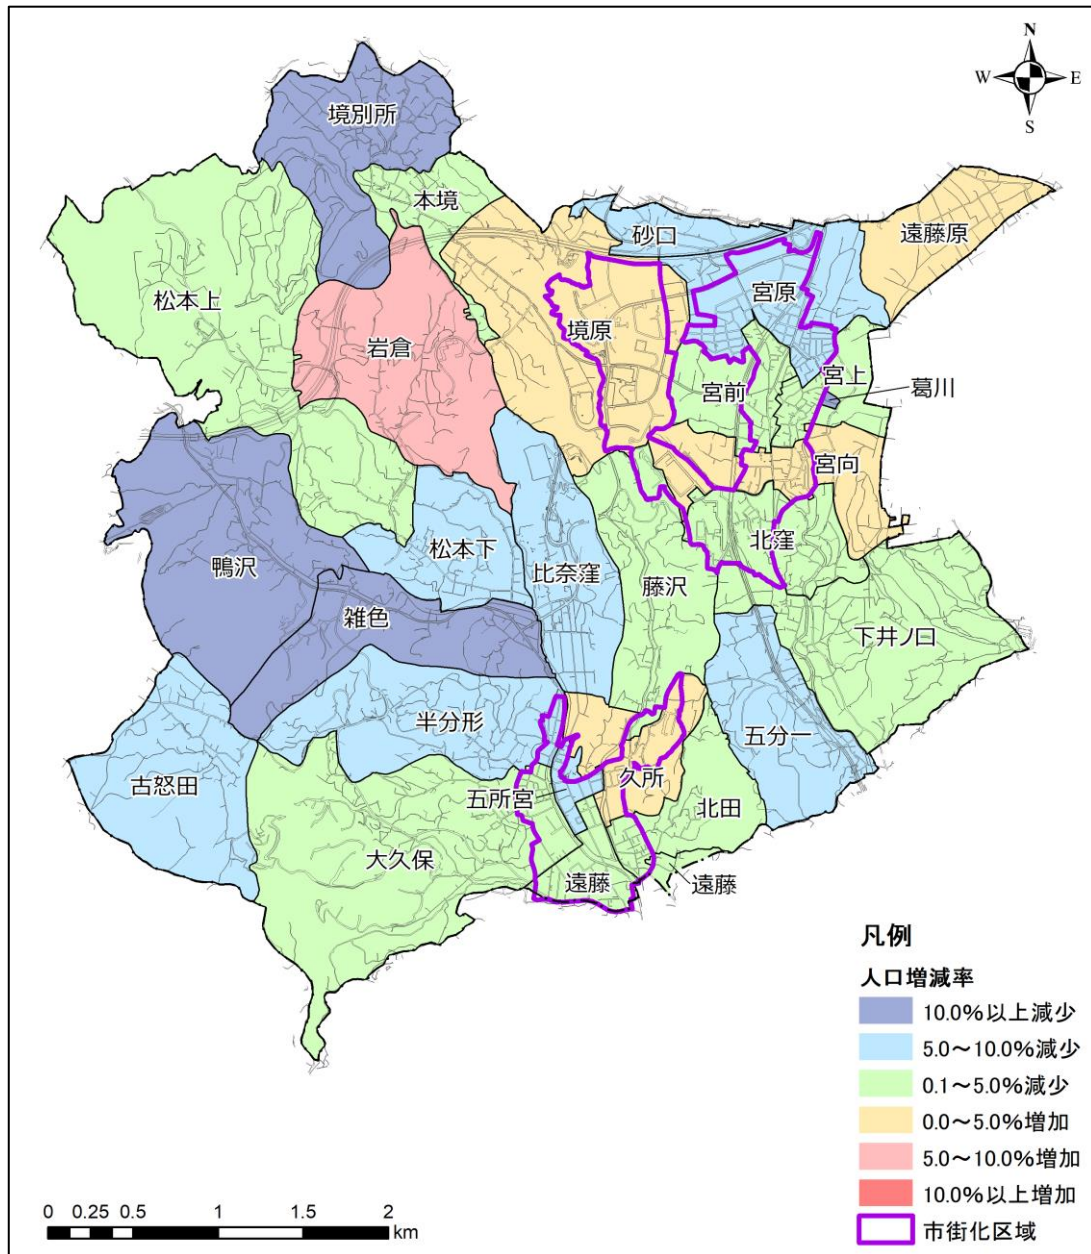 N
W E
S
境別所
本境
砂口
遠藤原
松本上
宮原
岩倉
境原
宮前
宮上
葛川
宮向
北窪
松本下
比奈窪
鴨沢
藤沢
雑色
下井ノ口
半分形
五分一
古怒田
久所
五所宮
北田
大久保
遠藤
遠藤
凡例
人口増減率
10.0%以上減少
5.0~10.0%減少
0.1~5.0%減少
0.0~5.0%増加
5.0~10.0%増加
10.0%以上増加
市街化区域
0 0.25 0.5 1 2
km